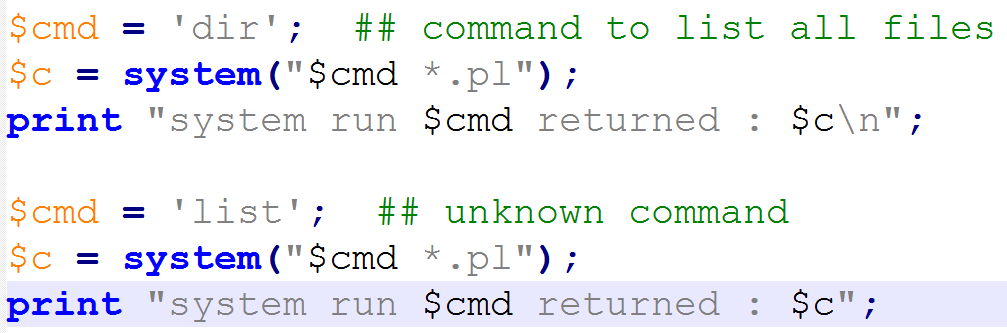 $cmd = 'dir';  ## command to list all files
$c = system("$cmd *.pl");
print "system run $cmd returned : $c\n";
$cmd = 'list';  ## unknown command
$c = system("$cmd *.pl");
print "system run $cmd returned : $c";